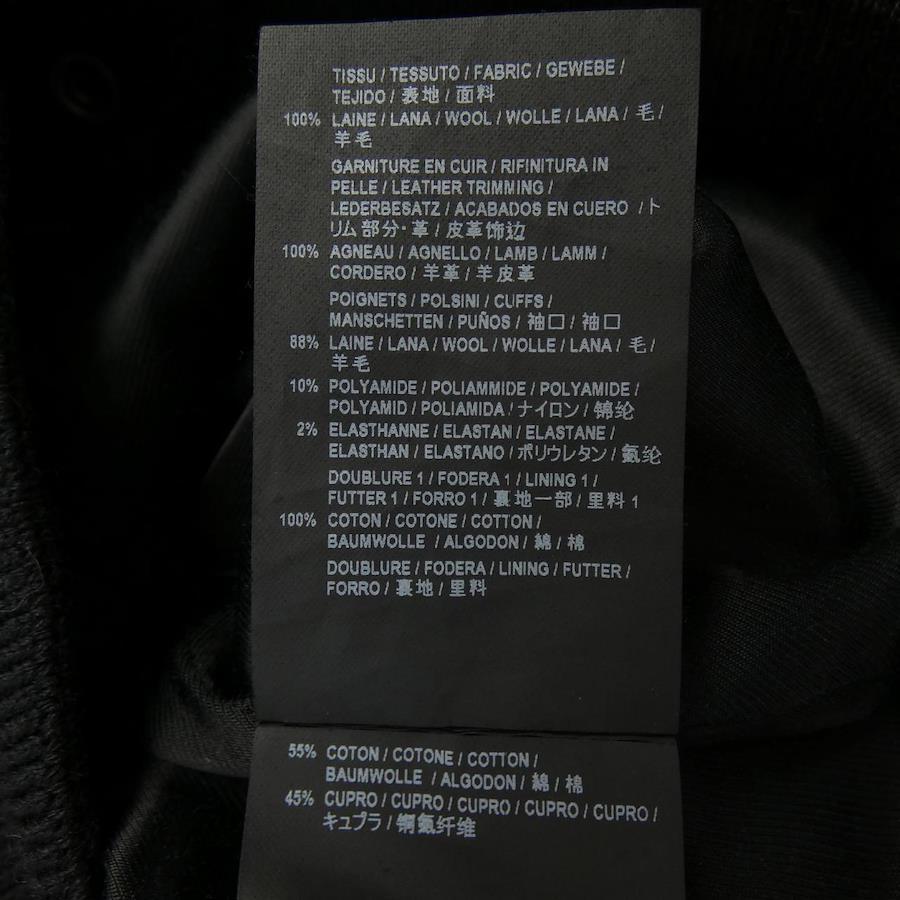 TISSU / TESSUTO / FABRIC / GEWEBE /
TEJIDO / 表地 / 面料
100% LAINE / LANA / WOOL / WOLLE / LANA / 毛 /
羊毛
GARNITURE EN CUIR / RIFINITURA IN
PELLE / LEATHER TRIMMING /
LEDERBESATZ / ACABADOS EN CUERO / ト
リム部分・革 / 皮革饰边
100% AGNEAU / AGNELLO / LAMB / LAMM /
CORDERO / 羊革 / 羊皮革
POIGNETS / POLSINI / CUFFS /
MANSCHETTEN / PUÑOS / 袖口 / 袖口
88% LAINE / LANA / WOOL / WOLLE / LANA / 毛 /
羊毛
10% POLYAMIDE / POLIAMMIDE / POLYAMIDE /
POLYAMID / POLIAMIDA / ナイロン / 锦纶
2% ELASTHANNE / ELASTAN / ELASTANE /
ELASTHAN / ELASTANO / ポリウレタン / 氨纶
DOUBLURE 1 / FODERA 1 / LINING 1 /
FUTTER 1 / FORRO 1 / 裏地一部 / 里料 1
100% COTON / COTONE / COTTON /
BAUMWOLLE / ALGODON / 綿 / 棉
DOUBLURE / FODERA / LINING / FUTTER /
FORRO / 裏地 / 里料
55% COTON / COTONE / COTTON /
BAUMWOLLE / ALGODON / 綿 / 棉
45% CUPRO / CUPRO / CUPRO / CUPRO / CUPRO /
キュプラ / 铜氨纤维